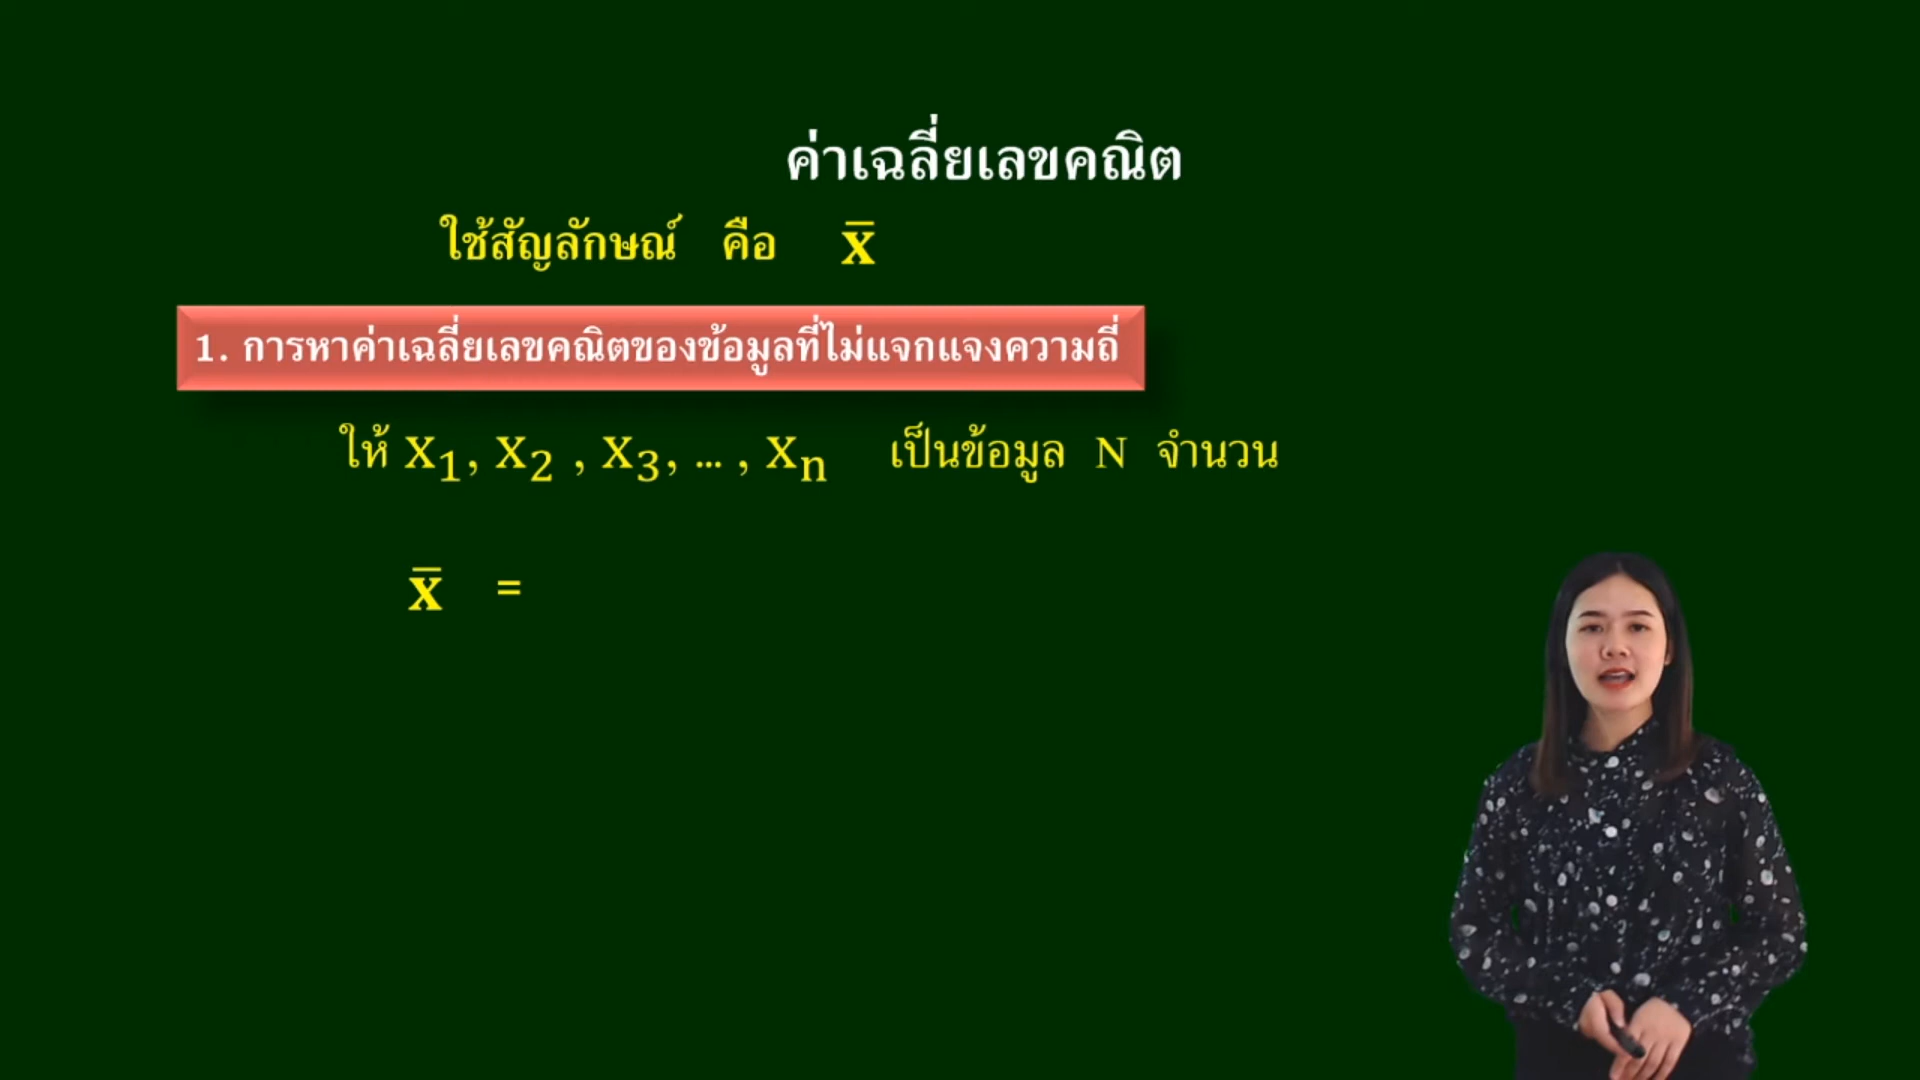 ค่าเฉลี่ยเลขคณิต
ใช้สัญลักษณ์ คือ x̄
1. การหาค่าเฉลี่ยเลขคณิตของข้อมูลที่ไม่แจกแจงความถี่
ให้ x₁, x₂ , x₃, … , xₙ เป็นข้อมูล N จำนวน
x̄ =